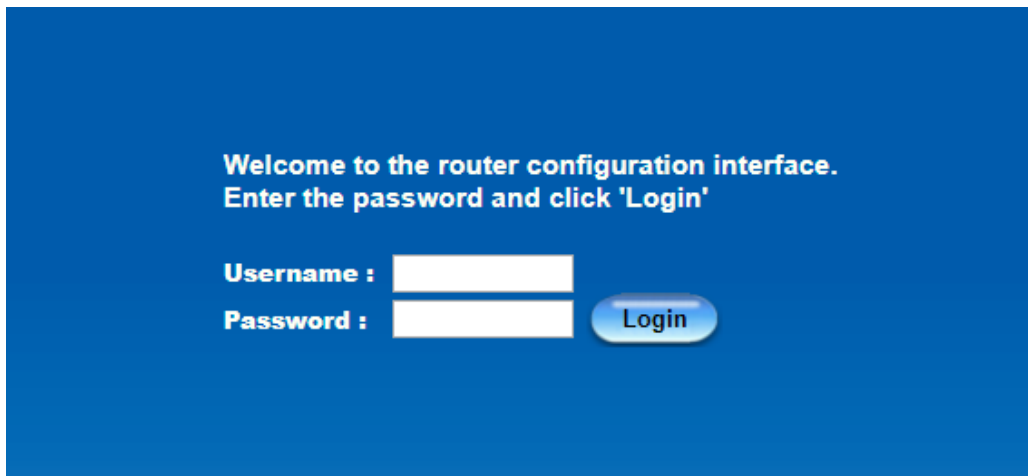 Welcome to the router configuration interface.
Enter the password and click 'Login'
Username :
Password :
Login